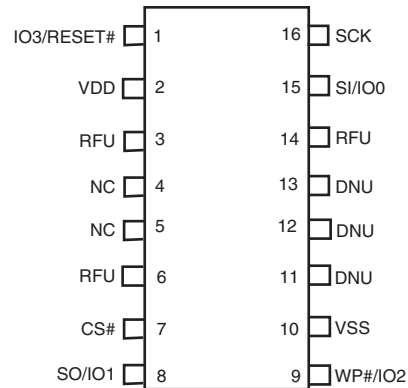 IO3/RESET# 1 16 SCK
VDD 2 15 SI/IO0
RFU 3 14 RFU
NC 4 13 DNU
NC 5 12 DNU
RFU 6 11 DNU
CS# 7 10 VSS
SO/IO1 8 9 WP#/IO2